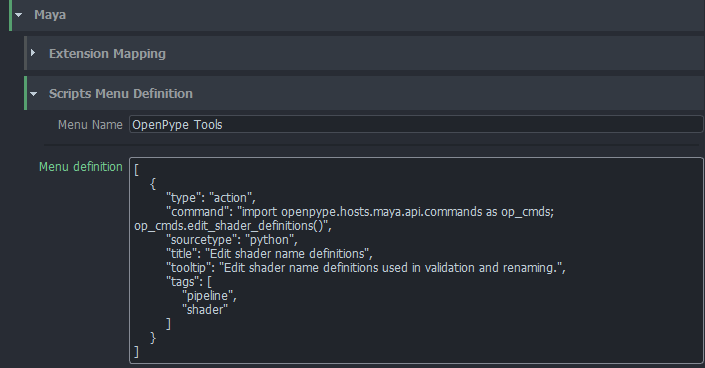 Maya
Extension Mapping
Scripts Menu Definition
Menu Name OpenPype Tools
Menu definition [
{
"type": "action",
"command": "import openpype.hosts.maya.api.commands as op_cmds;
op_cmds.edit_shader_definitions()",
"sourcetype": "python",
"title": "Edit shader name definitions",
"tooltip": "Edit shader name definitions used in validation and renaming.",
"tags": [
"pipeline",
"shader"
]
}
]